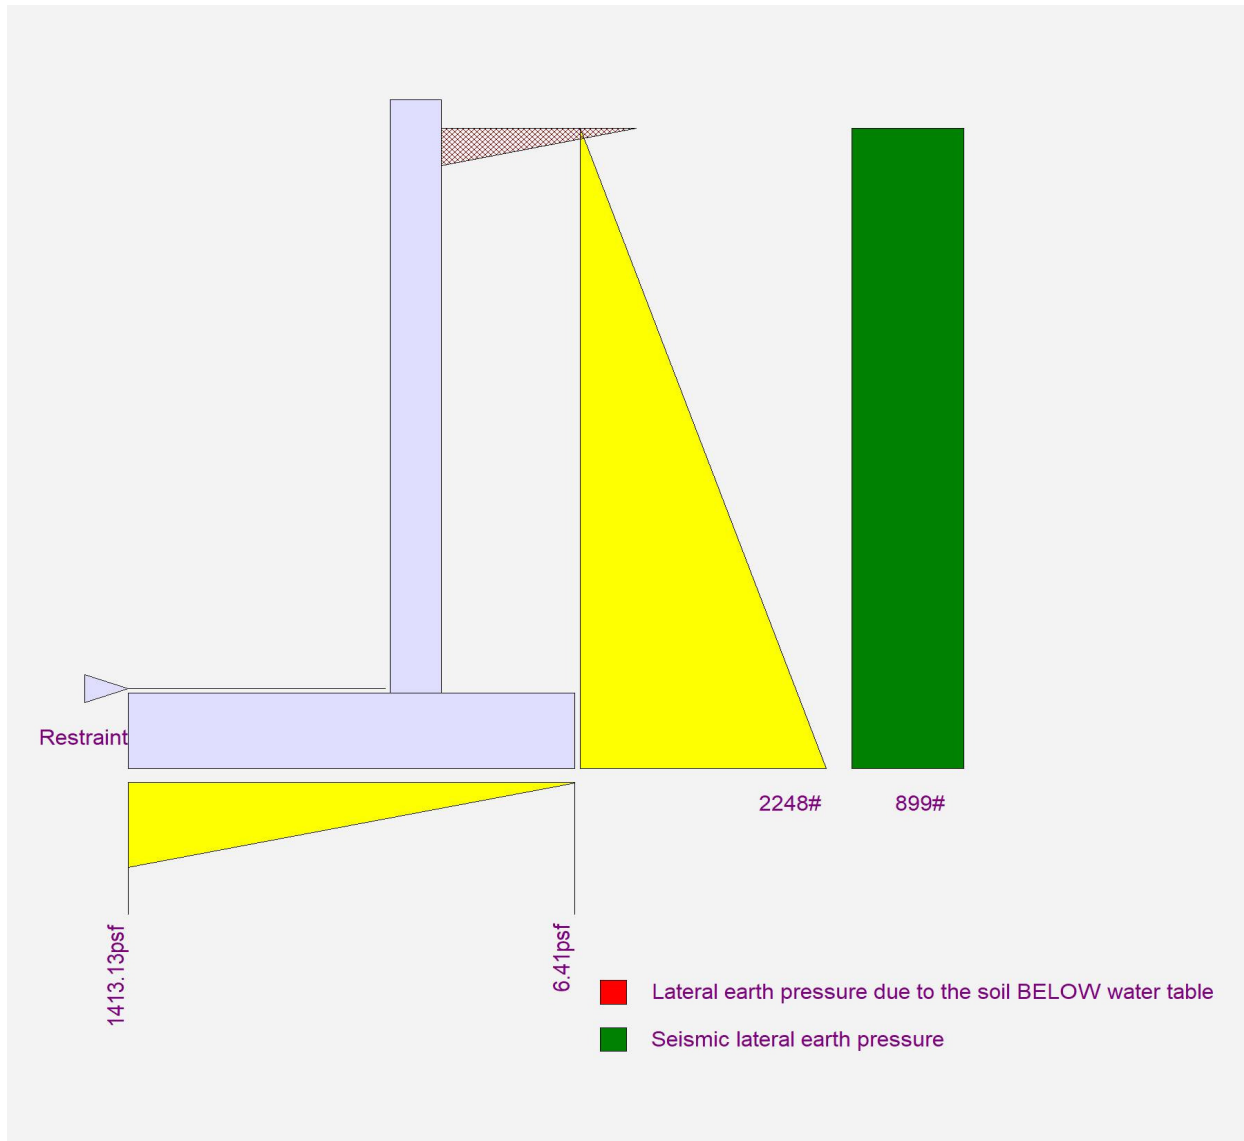 Restraint
2248#
899#
1413.13psf
6.41psf
Lateral earth pressure due to the soil BELOW water table
Seismic lateral earth pressure